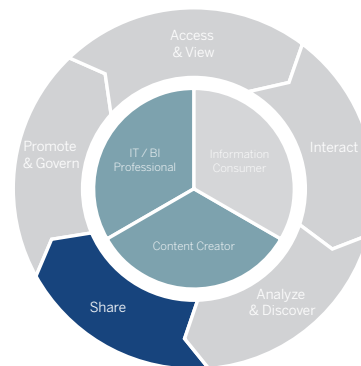 Access
& View
Promote
& Govern
IT / BI
Professional
Information
Consumer
Interact
Content Creator
Share
Analyze
& Discover